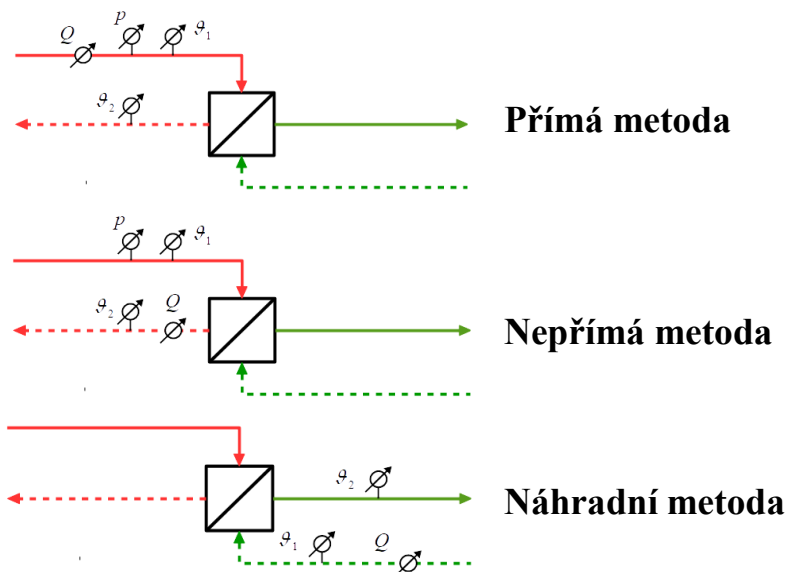 Q p 𝜗1
𝜗2
Přímá metoda
p 𝜗1
𝜗2 Q
Nepřímá metoda
𝜗2
Náhradní metoda
𝜗1 Q